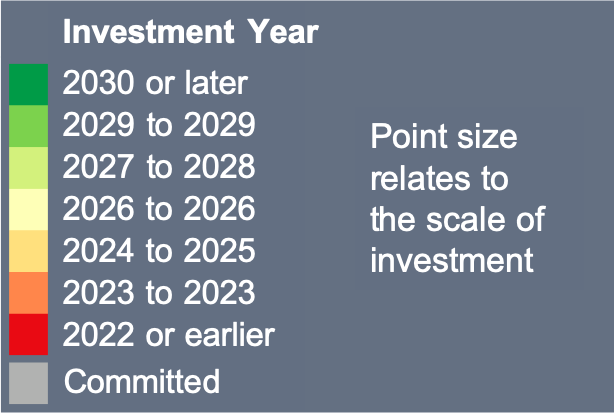 Investment Year
2030 or later
2029 to 2029
2027 to 2028
2026 to 2026
2024 to 2025
2023 to 2023
2022 or earlier
Committed
Point size
relates to
the scale of
investment